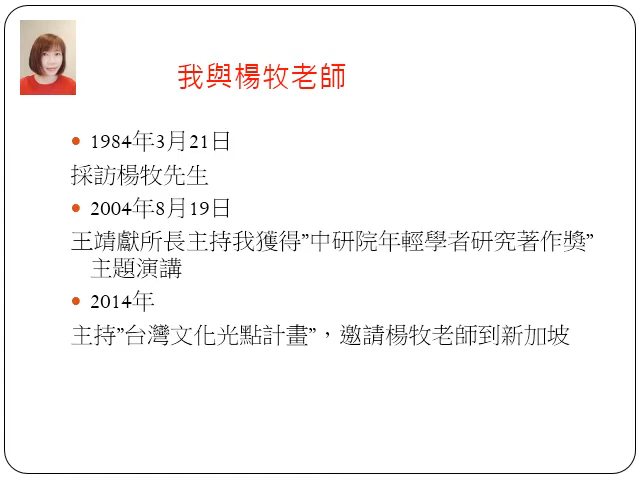 我與楊牧老師
1984年3月21日
採訪楊牧先生
2004年8月19日
王靖獻所長主持我獲得”中研院年輕學者研究著作獎”
主題演講
2014年
主持”台灣文化光點計畫”，邀請楊牧老師到新加坡